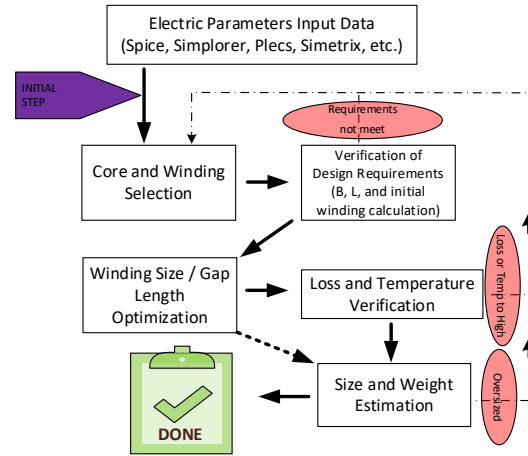 Electric Parameters Input Data
(Spice, Simplorer, Plecs, Simetrix, etc.)
INITIAL
STEP
Requirements
not meet
Core and Winding
Selection
Verification of
Design Requirements
(B, L, and initial
winding calculation)
Winding Size / Gap
Length
Optimization
Loss and Temperature
Verification
Loss or
Temp to High
Size and Weight
Estimation
Oversized
DONE